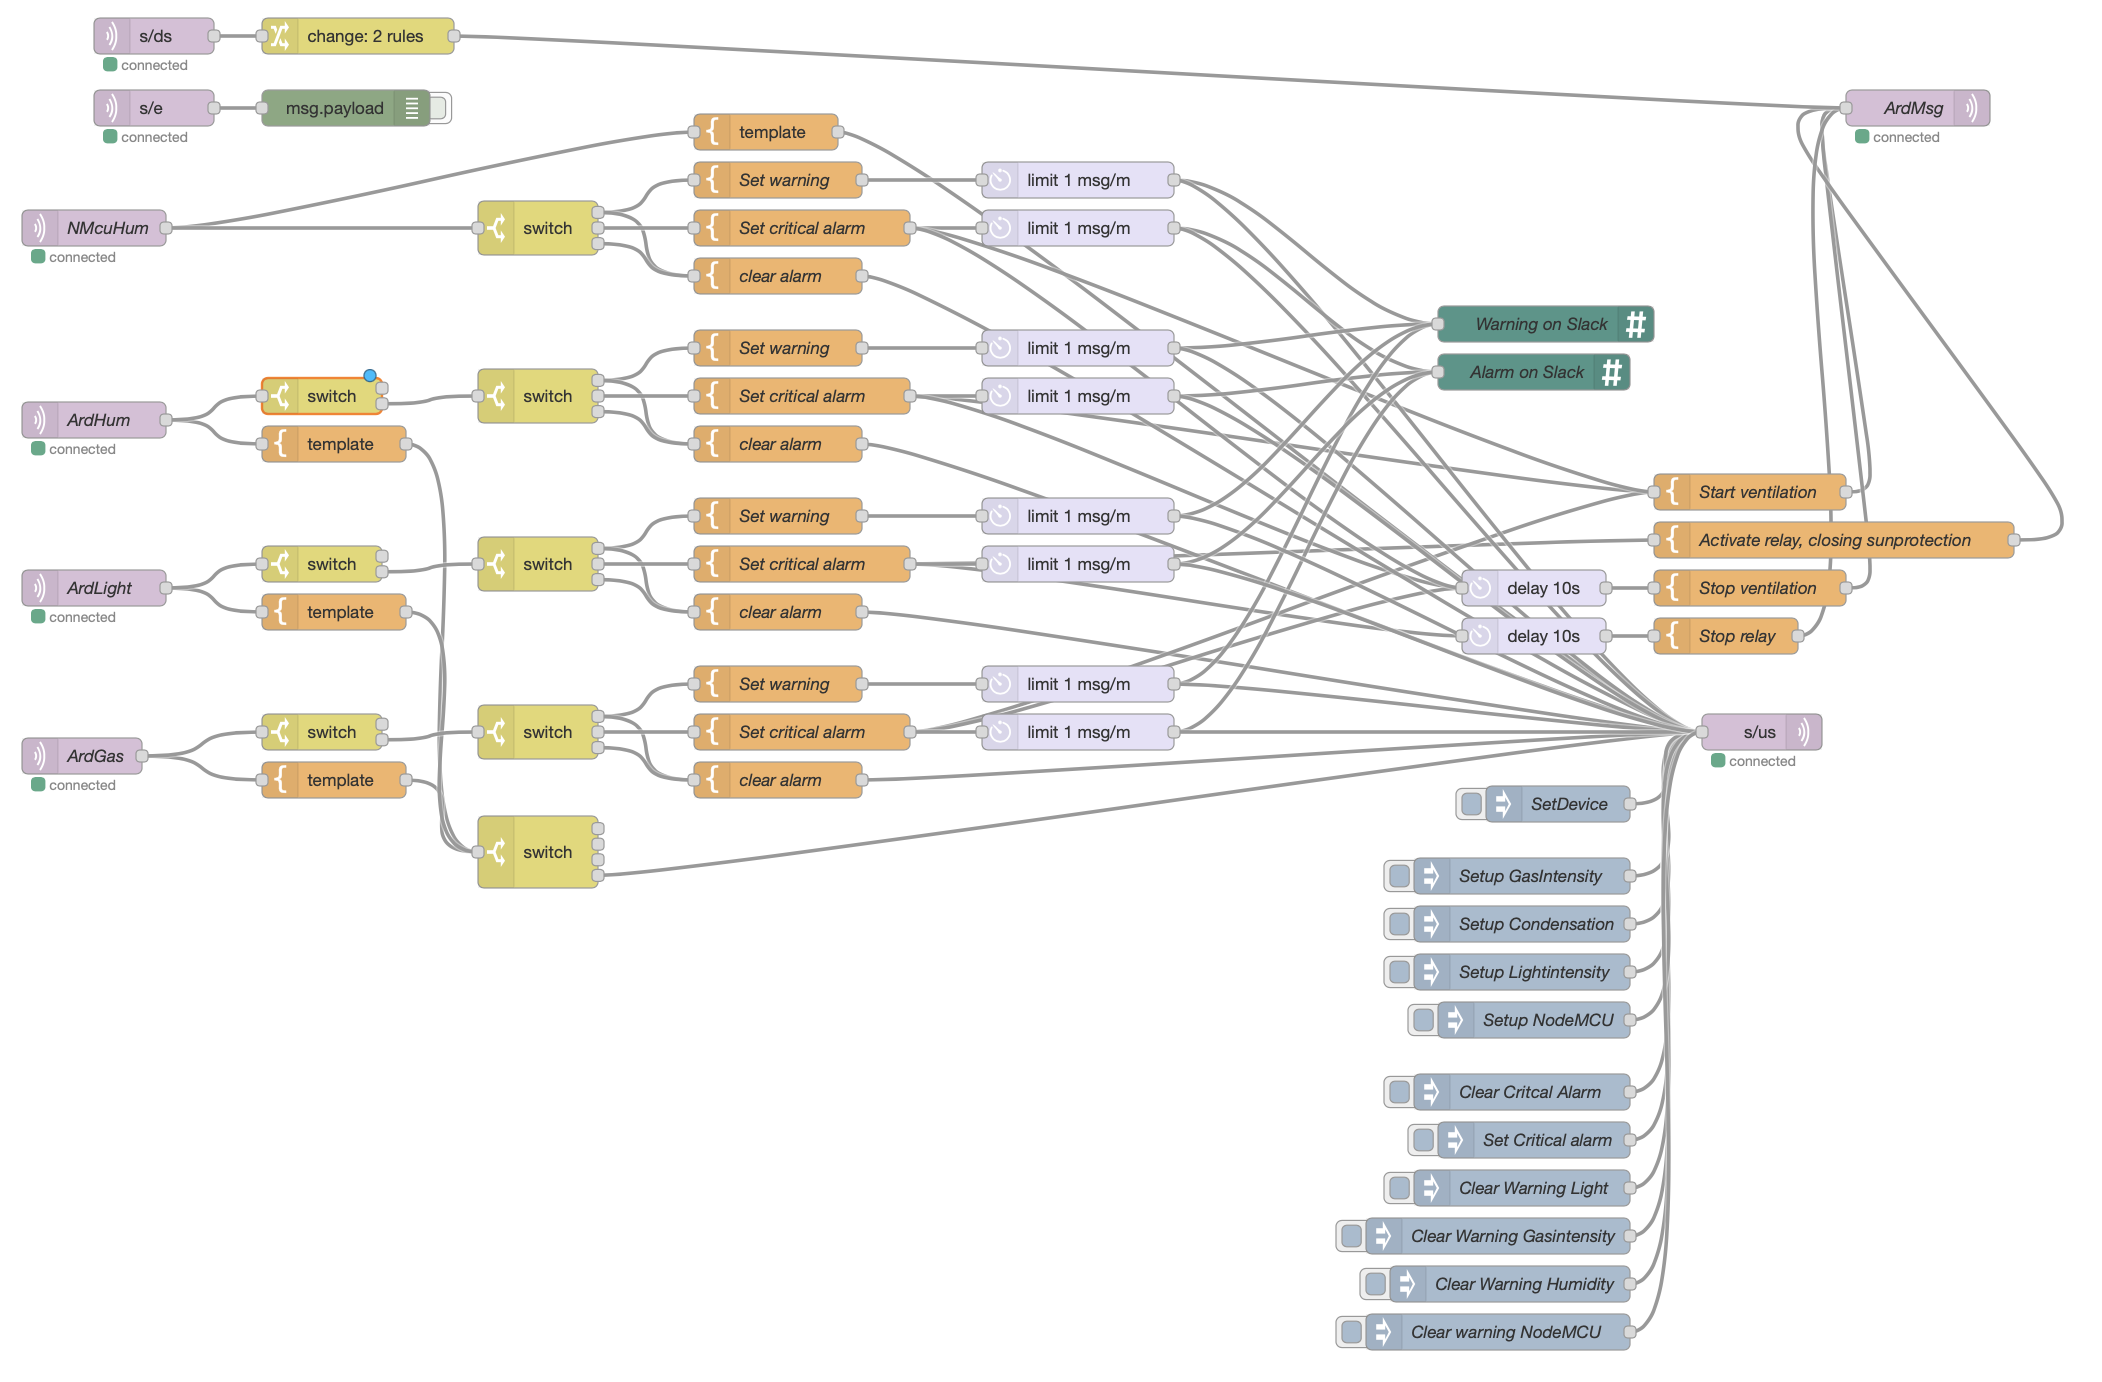 s/ds
change: 2 rules
connected
s/e
msg.payload
ArdMsg
connected
connected
template
Set warning
limit 1 msg/m
NMcuHum
switch
Set critical alarm
limit 1 msg/m
connected
clear alarm
Warning on Slack
Set warning
limit 1 msg/m
Alarm on Slack
switch
switch
Set critical alarm
limit 1 msg/m
ArdHum
connected
template
clear alarm
Start ventilation
Set warning
limit 1 msg/m
Activate relay, closing sunprotection
switch
switch
Set critical alarm
limit 1 msg/m
ArdLight
delay 10s
Stop ventilation
connected
template
clear alarm
delay 10s
Stop relay
Set warning
limit 1 msg/m
switch
switch
Set critical alarm
limit 1 msg/m
s/us
ArdGas
connected
connected
template
clear alarm
SetDevice
switch
Setup GasIntensity
Setup Condensation
Setup Lightintensity
Setup NodeMCU
Clear Critcal Alarm
Set Critical alarm
Clear Warning Light
Clear Warning Gasintensity
Clear Warning Humidity
Clear warning NodeMCU